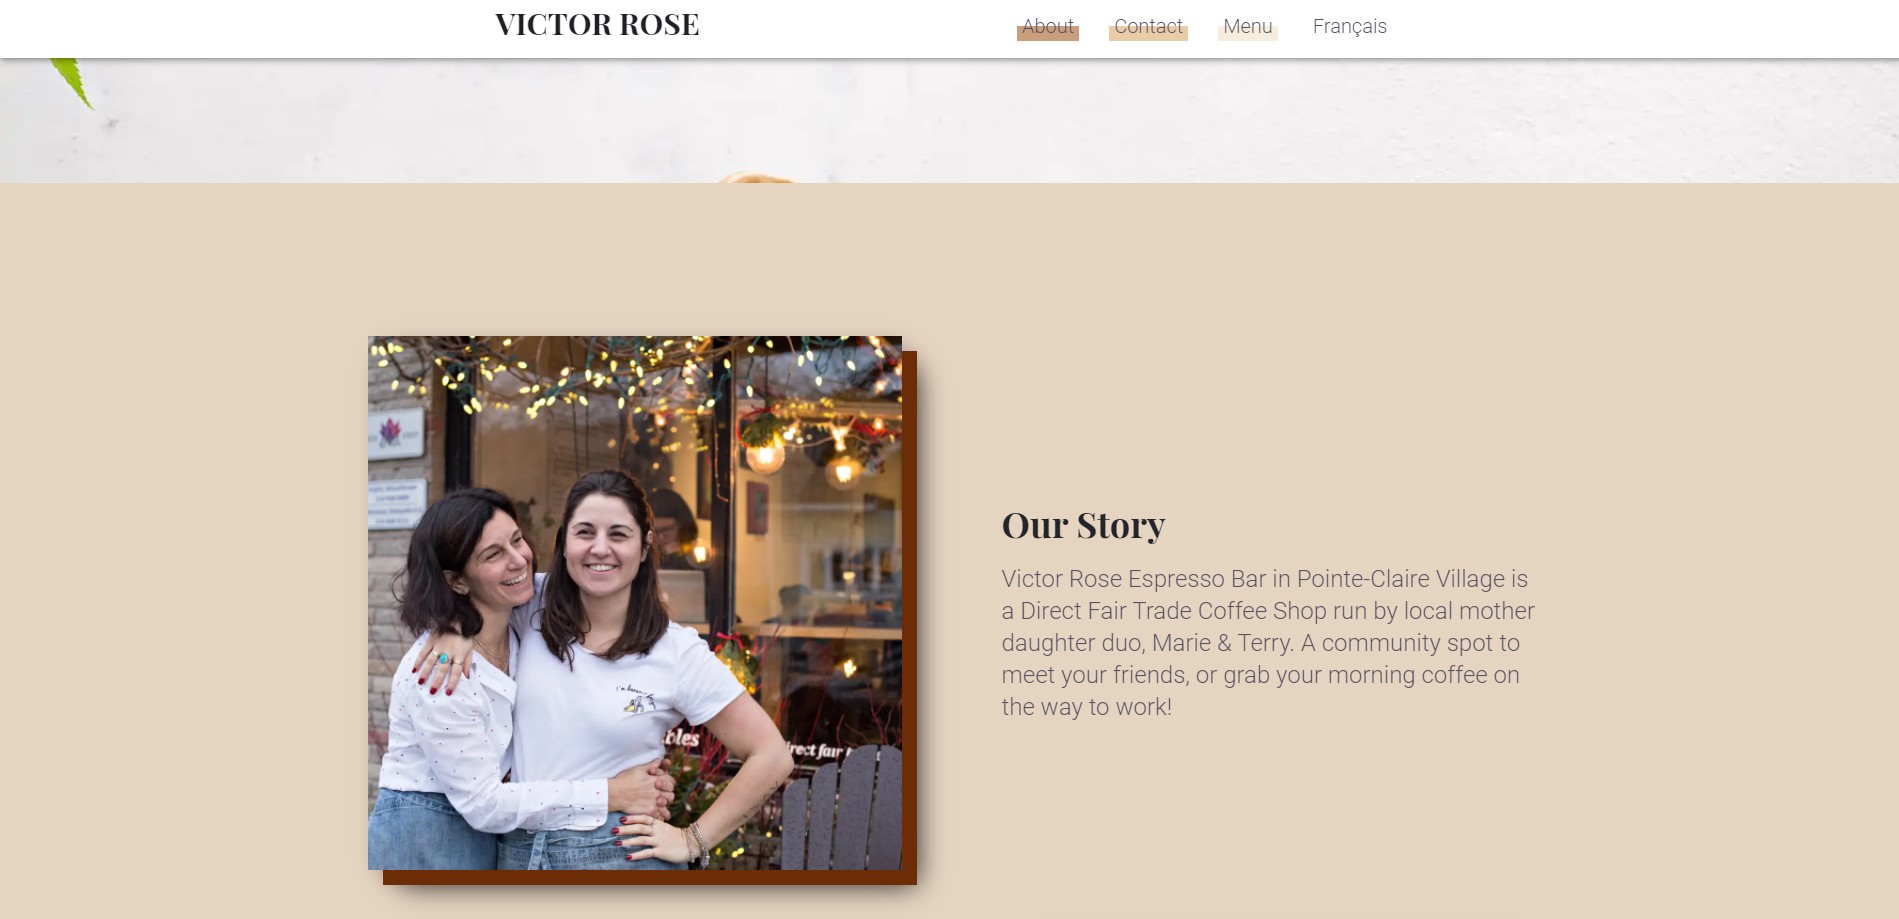 VICTOR ROSE
About Contact Menu Français
Our Story
Victor Rose Espresso Bar in Pointe-Claire Village is
a Direct Fair Trade Coffee Shop run by local mother
daughter duo, Marie & Terry. A community spot to
meet your friends, or grab your morning coffee on
the way to work!